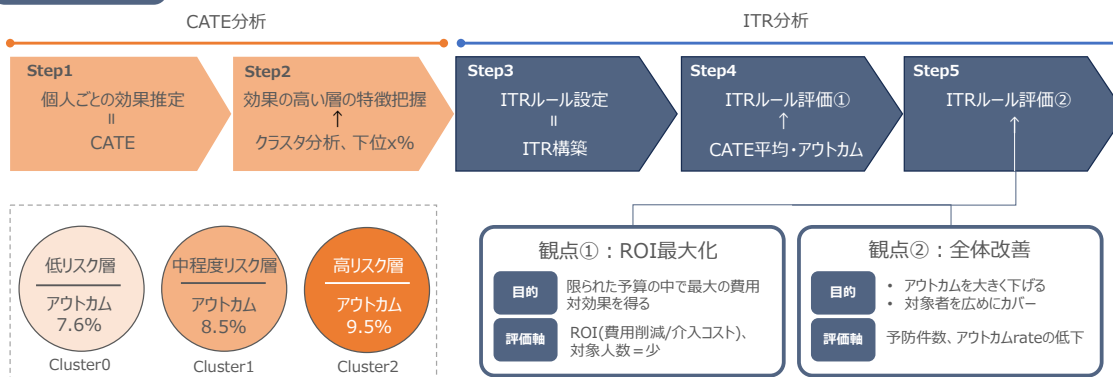 CATE分析
ITR分析
Step1
個人ごとの効果推定
=
CATE
Step2
効果の高い層の特徴把握
↑
クラスタ分析、下位x%
Step3
ITRルール設定
=
ITR構築
Step4
ITRルール評価①
↑
CATE平均・アウトカム
Step5
ITRルール評価②
低リスク層
アウトカム
7.6%
Cluster0
中程度リスク層
アウトカム
8.5%
Cluster1
高リスク層
アウトカム
9.5%
Cluster2
観点①:ROI最大化
目的
限られた予算の中で最大の費用
対効果を得る
評価軸
ROI(費用削減/介入コスト)、
対象人数=少
観点②:全体改善
目的
• アウトカムを大きく下げる
• 対象者を広めにカバー
評価軸
予防件数、アウトカムrateの低下